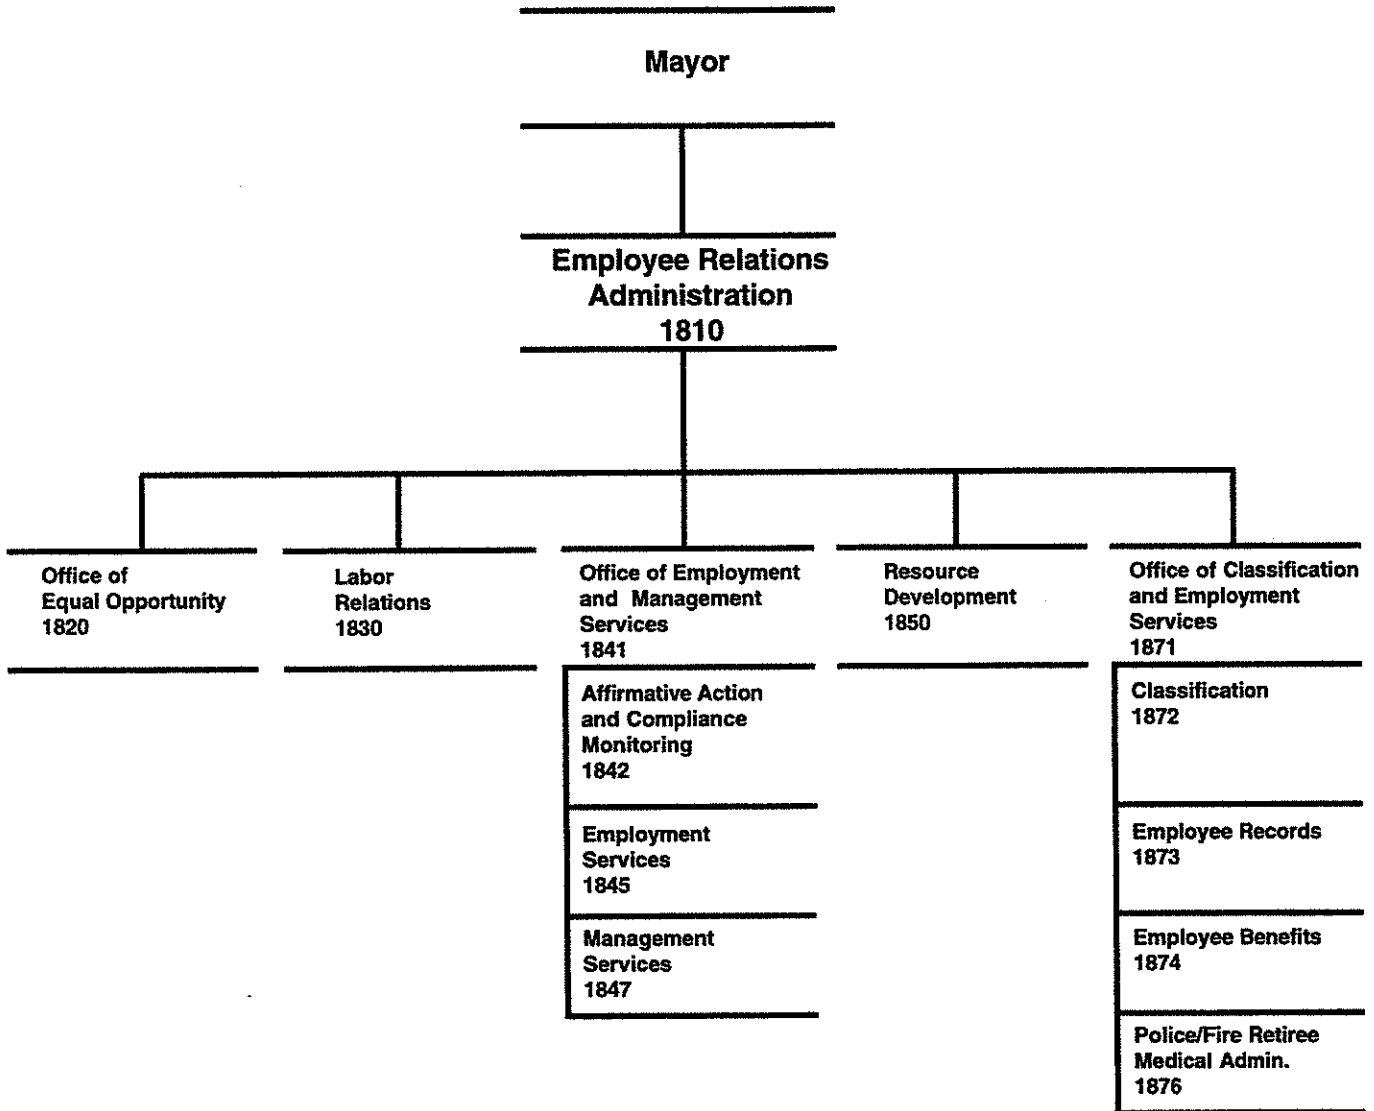 Mayor
Employee Relations
Administration
1810
Office of
Equal Opportunity
1820
Labor
Relations
1830
Office of Employment
and Management
Services
1841
Affirmative Action
and Compliance
Monitoring
1842
Employment
Services
1845
Management
Services
1847
Resource
Development
1850
Office of Classification
and Employment
Services
1871
Classification
1872
Employee Records
1873
Employee Benefits
1874
Police/Fire Retiree
Medical Admin.
1876